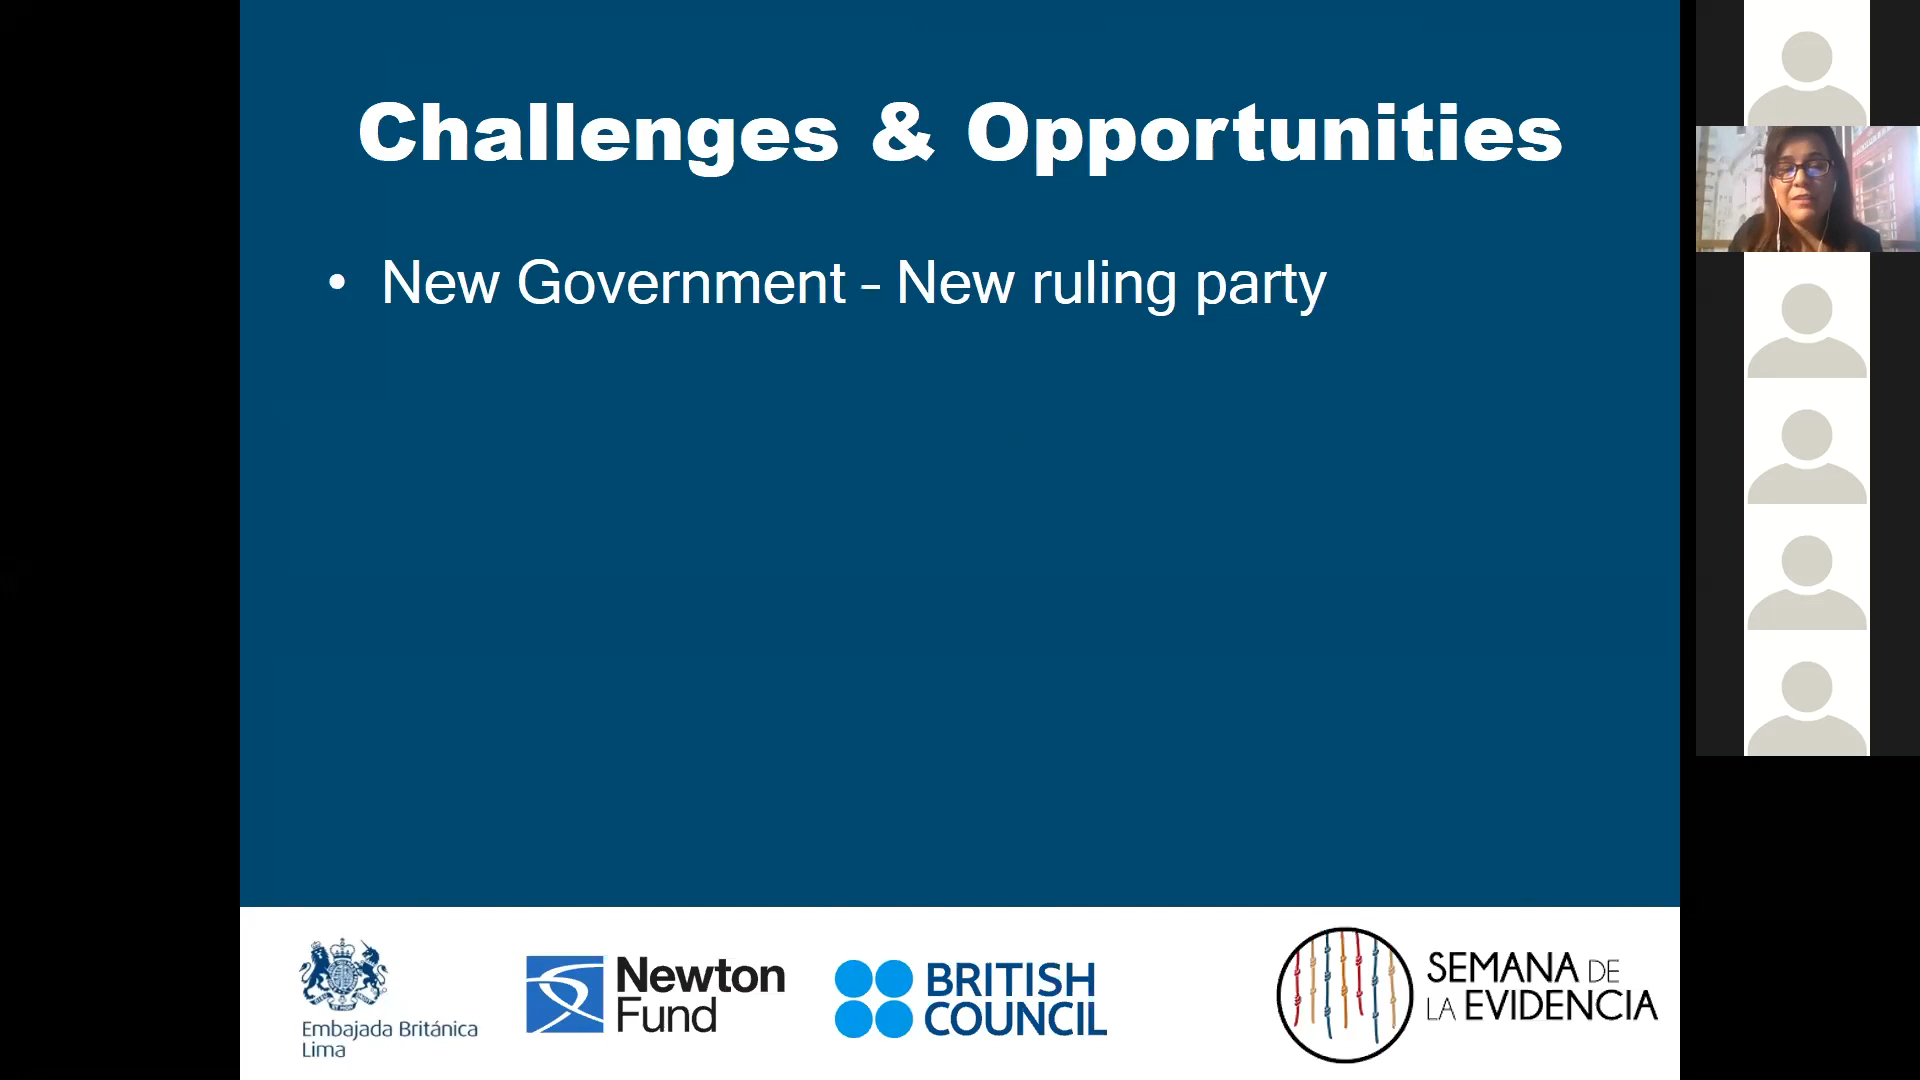 Challenges & Opportunities
• New Government – New ruling party
Embajada Británica
Lima
Newton
Fund
BRITISH
COUNCIL
SEMANA DE
LA EVIDENCIA